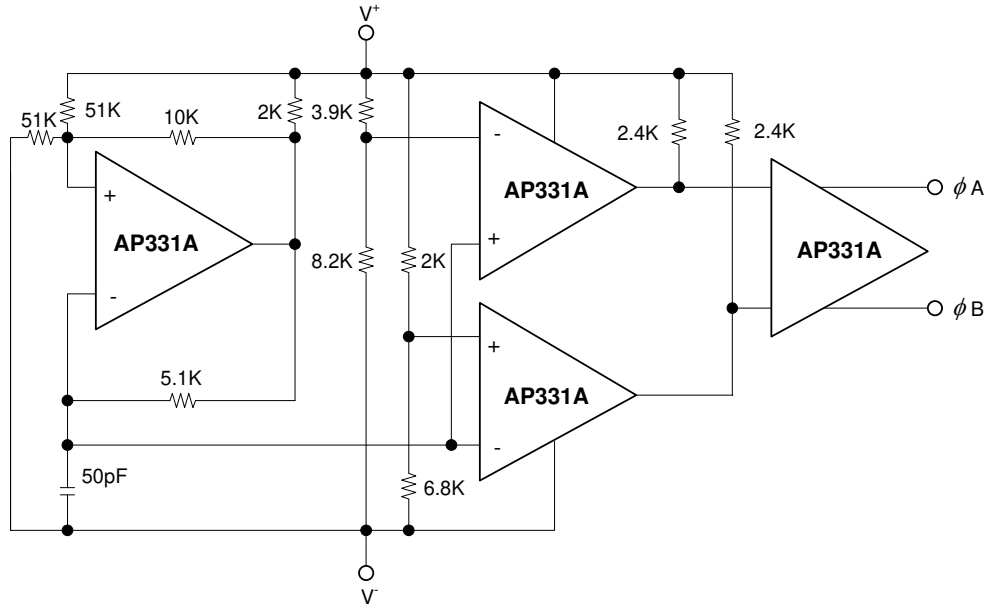 V+
51K
51K
10K
2K
3.9K
2.4K
2.4K
-
AP331A
+
+
AP331A
-
AP331A
ϕA
ϕB
8.2K
2K
+
AP331A
-
5.1K
50pF
6.8K
V-